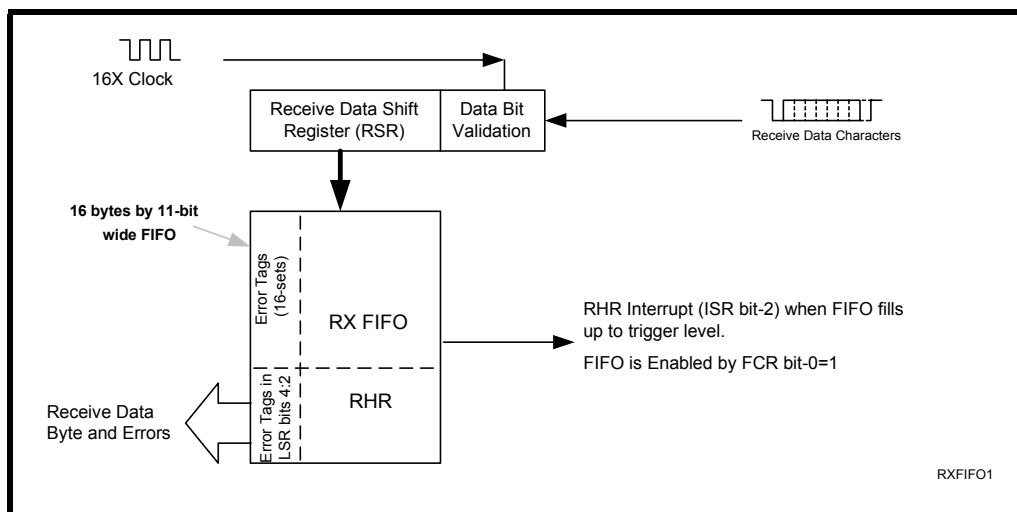 16X Clock
Receive Data Shift
Register (RSR)
Data Bit
Validation
Receive Data Characters
16 bytes by 11-bit
wide FIFO
Error Tags
(16-sets)
RX FIFO
RHR Interrupt (ISR bit-2) when FIFO fills
up to trigger level.
FIFO is Enabled by FCR bit-0=1
Error Tags in
LSR bits 4:2
RHR
Receive Data
Byte and Errors
RXFIFO1